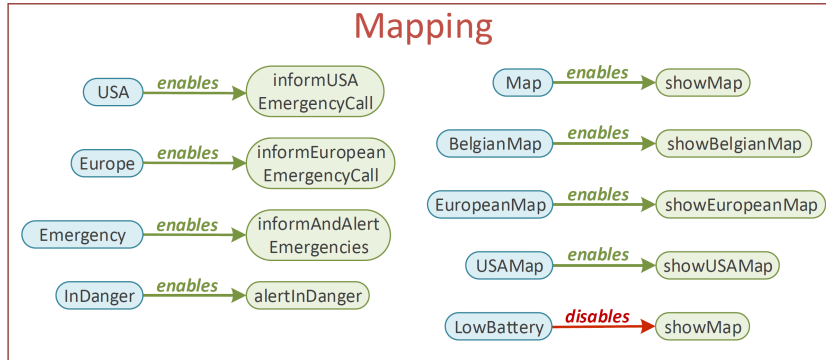 Mapping
USA enables informUSA
EmergencyCall
Europe enables informEuropean
EmergencyCall
Emergency enables informAndAlert
Emergencies
InDanger enables alertInDanger
Map enables showMap
BelgianMap enables showBelgianMap
EuropeanMap enables showEuropeanMap
USAMap enables showUSAMap
LowBattery disables showMap